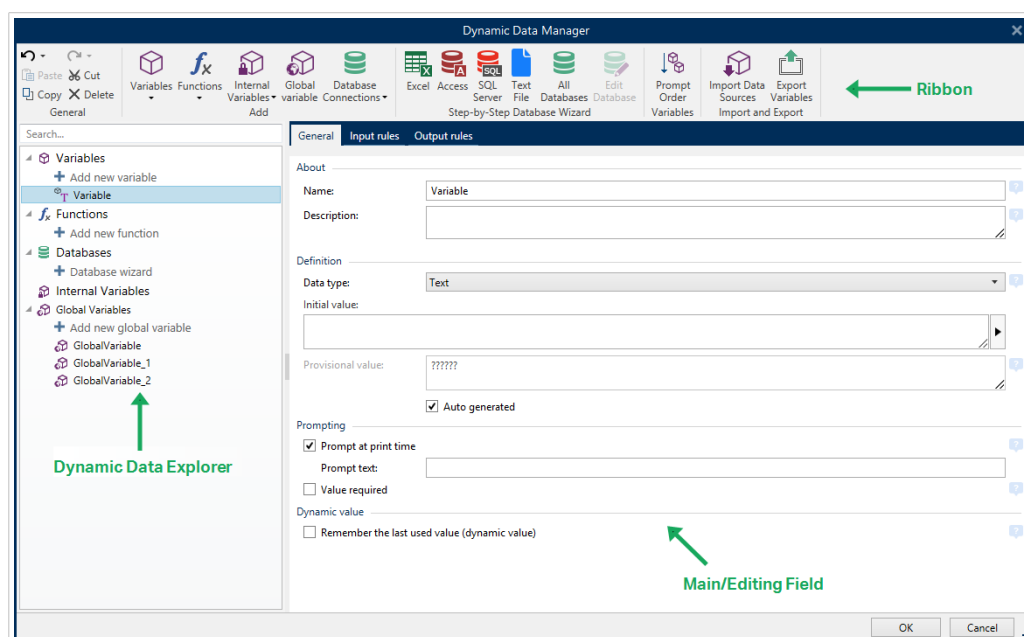 Dynamic Data Manager
Paste Cut
Copy Delete
General
Variables Functions Internal Variables Global variable Database Connections
Add
Excel Access SQL Server Text File All Databases Edit Database
Step-by-Step Database Wizard
Prompt Order
Variables
Import Data Sources Export Variables
Import and Export
Ribbon
Search...
General Input rules Output rules
Variables
Add new variable
Variable
Functions
Add new function
Databases
Database wizard
Internal Variables
Global Variables
Add new global variable
GlobalVariable
GlobalVariable_1
GlobalVariable_2
Dynamic Data Explorer
About
Name: Variable
Description:
Definition
Data type: Text
Initial value:
Provisional value: ??????
Auto generated
Prompting
Prompt at print time
Prompt text:
Value required
Dynamic value
Remember the last used value (dynamic value)
Main/Editing Field
OK Cancel